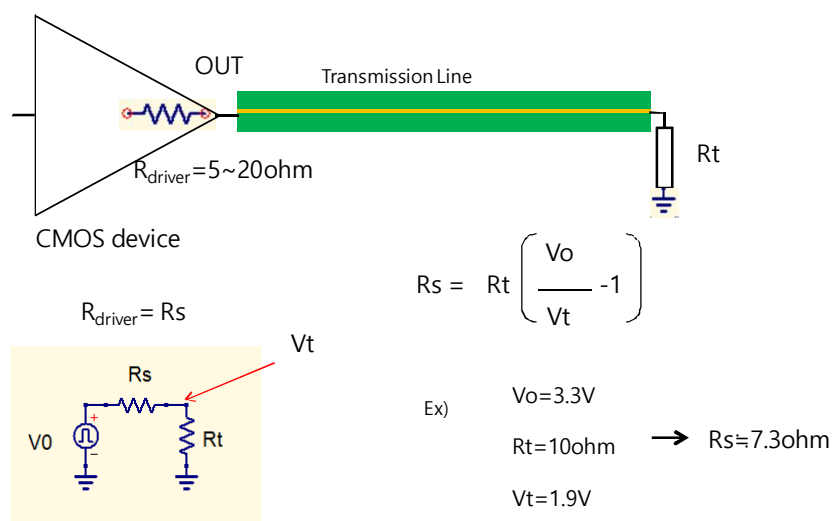 OUT
Transmission Line
Rt
Rdriver=5~20ohm
CMOS device
Rs = Rt ( Vo / Vt -1 )
Rdriver= Rs
Vt
Rs
V0
+
−
Rt
Ex)
Vo=3.3V
Rt=10ohm → Rs≒7.3ohm
Vt=1.9V